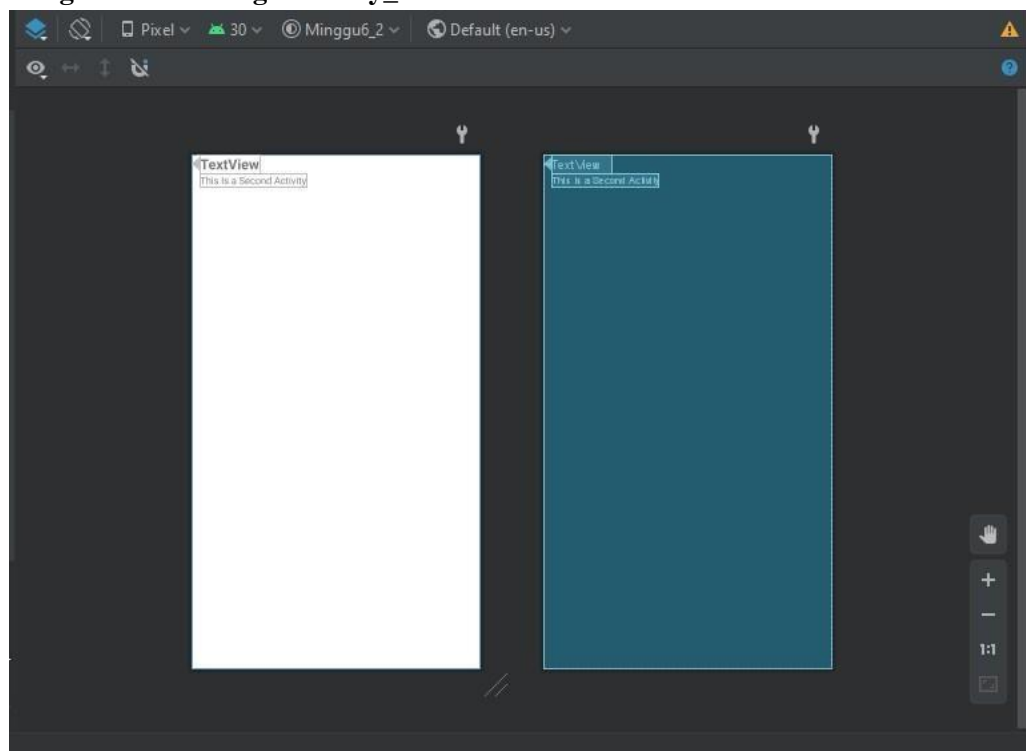 Pixel 30 Minggu6_2 Default (en-us)
TextView
This Is a Second Activity
TextView
This Is a Second Activity
1:1